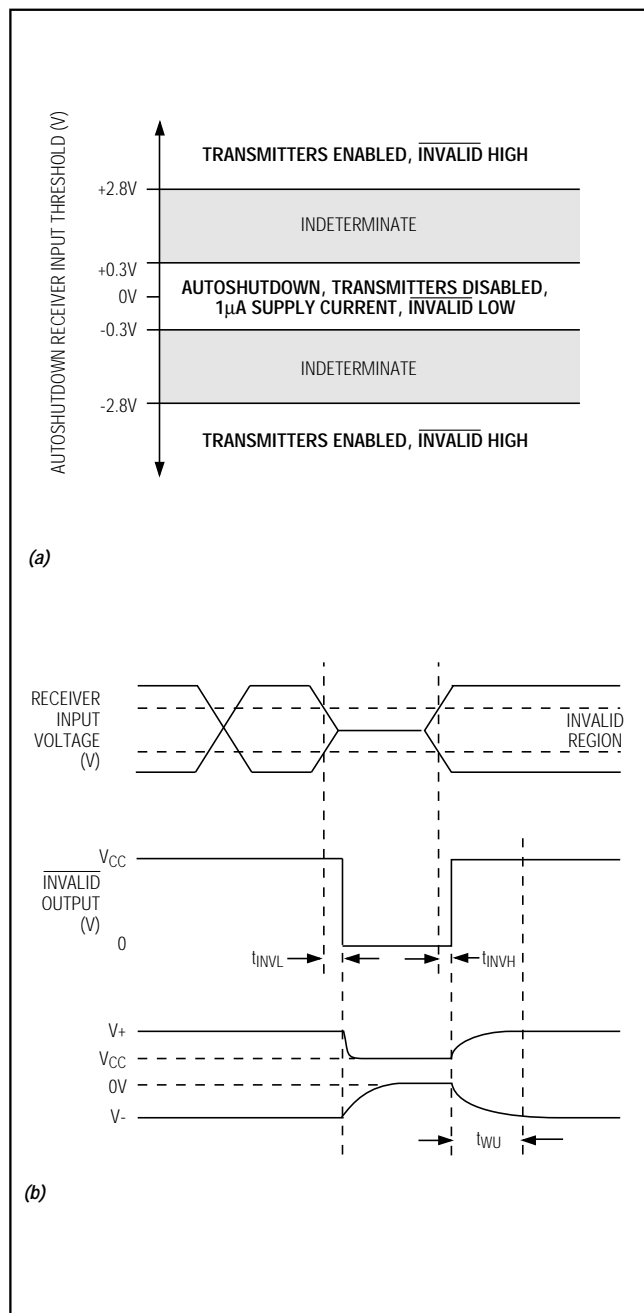 AUTOSHUTDOWN RECEIVER INPUT THRESHOLD (V)
TRANSMITTERS ENABLED, INVALID HIGH
+2.8V
INDETERMINATE
+0.3V
AUTOSHUTDOWN, TRANSMITTERS DISABLED,
0V
1µA SUPPLY CURRENT, INVALID LOW
-0.3V
INDETERMINATE
-2.8V
TRANSMITTERS ENABLED, INVALID HIGH
(a)
RECEIVER
INPUT
VOLTAGE
(V)
INVALID
REGION
VCC
INVALID
OUTPUT
(V)
0
tINVL
tINVH
V+
VCC
0V
V-
tWU
(b)